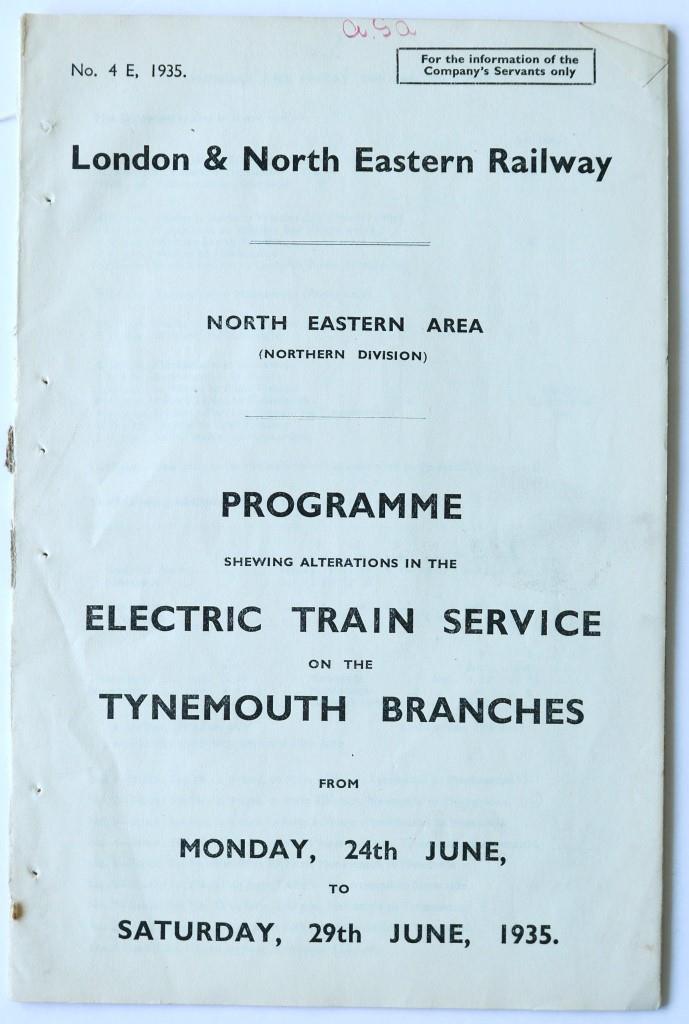 No. 4 E, 1935.
For the information of the
Company's Servants only
London & North Eastern Railway
NORTH EASTERN AREA
(NORTHERN DIVISION)
PROGRAMME
SHEWING ALTERATIONS IN THE
ELECTRIC TRAIN SERVICE
ON THE
TYNEMOUTH BRANCHES
FROM
MONDAY, 24th JUNE,
TO
SATURDAY, 29th JUNE, 1935.